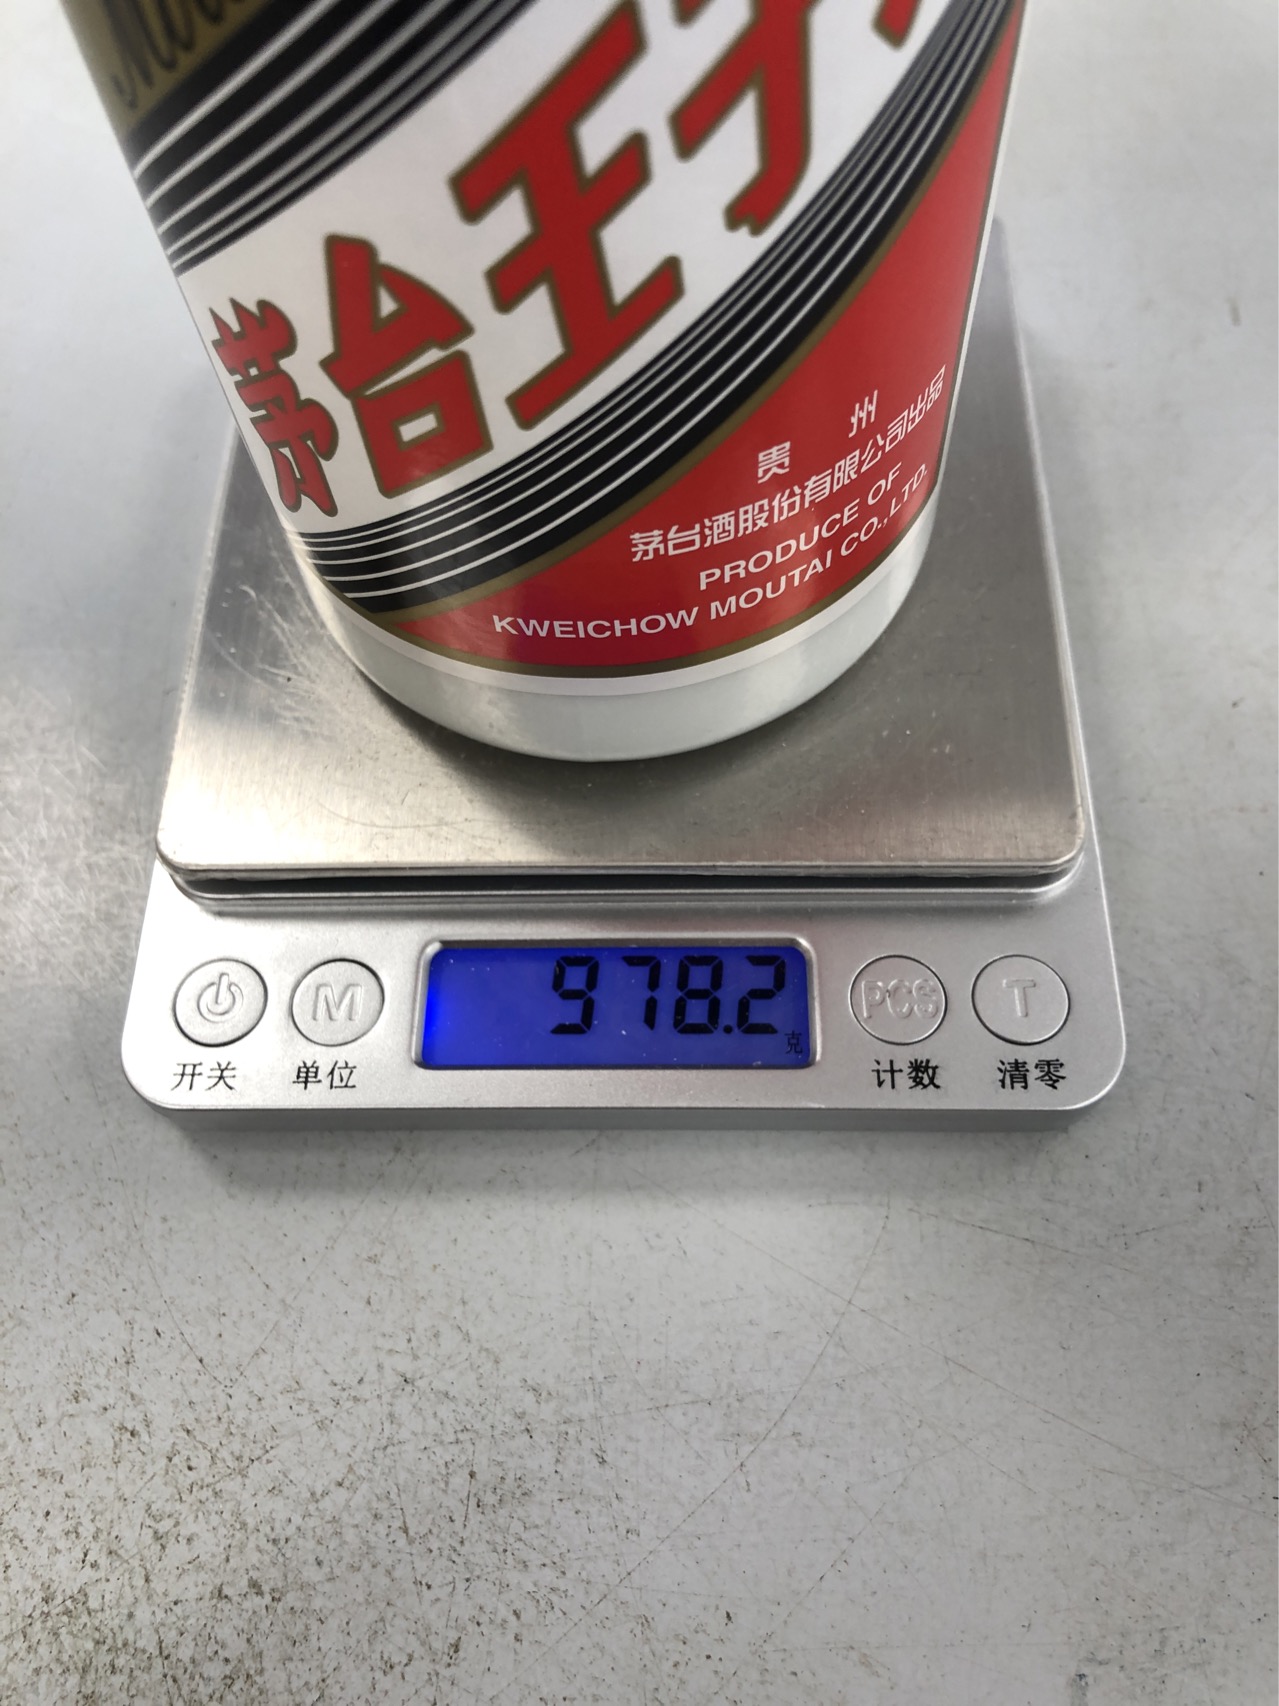 茅台王子
贵 州
茅台酒股份有限公司出品
PRODUCE OF
KWEICHOW MOUTAI CO.,LTD.
978.2
克
M
PCS
T
开关
单位
计数
清零